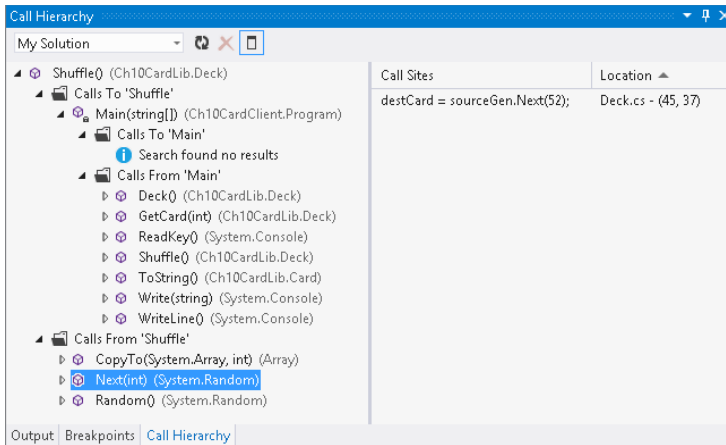 Call Hierarchy
My Solution
Shuffle() (Ch10CardLib.Deck)
Calls To 'Shuffle'
Main(string[]) (Ch10CardClient.Program)
Calls To 'Main'
Search found no results
Calls From 'Main'
Deck() (Ch10CardLib.Deck)
GetCard(int) (Ch10CardLib.Deck)
ReadKey() (System.Console)
Shuffle() (Ch10CardLib.Deck)
ToString() (Ch10CardLib.Card)
Write(string) (System.Console)
WriteLine() (System.Console)
Calls From 'Shuffle'
CopyTo(System.Array, int) (Array)
Next(int) (System.Random)
Random() (System.Random)
Call Sites Location
destCard = sourceGen.Next(52); Deck.cs - (45, 37)
Output Breakpoints Call Hierarchy